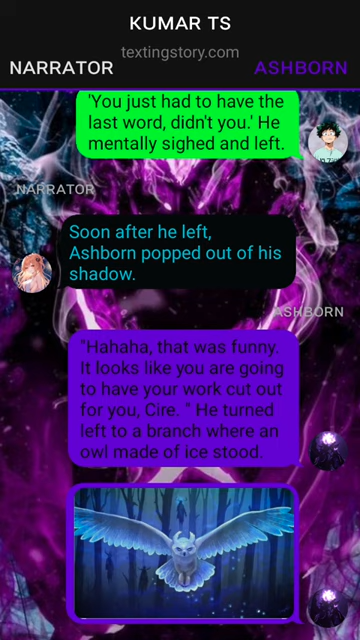 KUMAR TS
textingstory.com
NARRATOR
ASHBORN
'You just had to have the
last word, didn't you.' He
mentally sighed and left.
NARRATOR
Soon after he left,
Ashborn popped out of his
shadow.
ASHBORN
"Hahaha, that was funny.
It looks like you are going
to have your work cut out
for you, Cire. " He turned
left to a branch where an
owl made of ice stood.